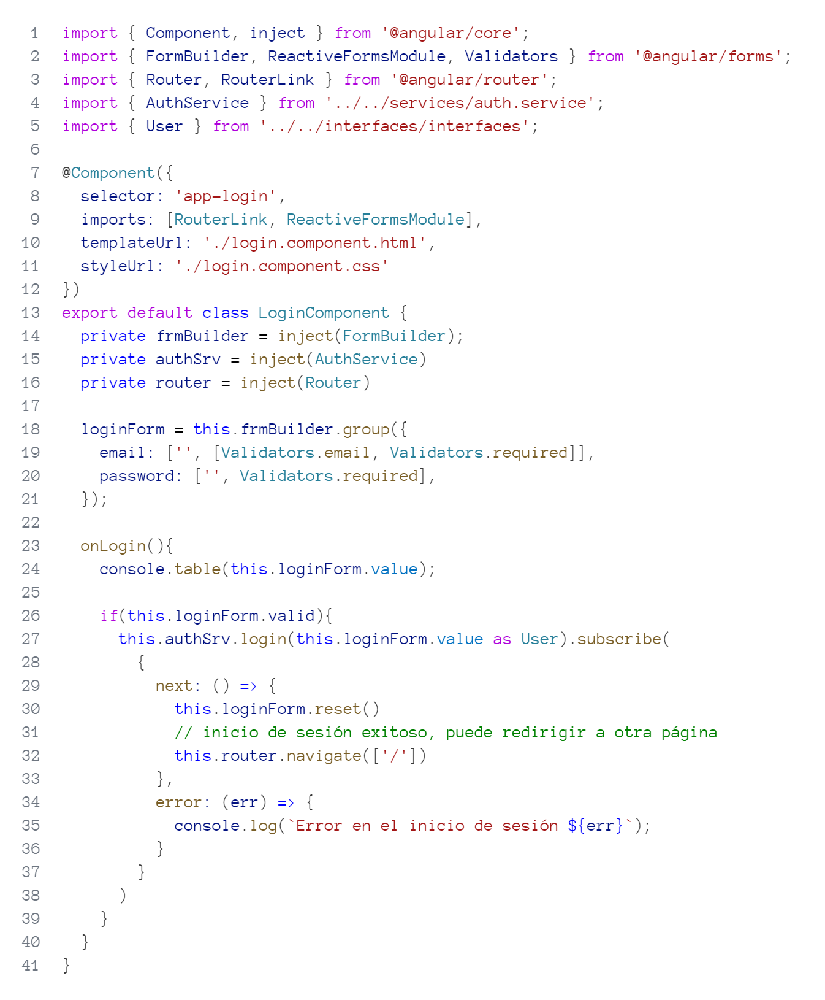 1 import { Component, inject } from '@angular/core';
2 import { FormBuilder, ReactiveFormsModule, Validators } from '@angular/forms';
3 import { Router, RouterLink } from '@angular/router';
4 import { AuthService } from '../../services/auth.service';
5 import { User } from '../../interfaces/interfaces';
6
7 @Component({
8   selector: 'app-login',
9   imports: [RouterLink, ReactiveFormsModule],
10   templateUrl: './login.component.html',
11   styleUrl: './login.component.css'
12 })
13 export default class LoginComponent {
14   private frmBuilder = inject(FormBuilder);
15   private authSrv = inject(AuthService)
16   private router = inject(Router)
17
18   loginForm = this.frmBuilder.group({
19     email: ['', [Validators.email, Validators.required]],
20     password: ['', Validators.required],
21   });
22
23   onLogin(){
24     console.table(this.loginForm.value);
25
26     if(this.loginForm.valid){
27       this.authSrv.login(this.loginForm.value as User).subscribe(
28         {
29           next: () => {
30             this.loginForm.reset()
31             // inicio de sesión exitoso, puede redirigir a otra página
32             this.router.navigate(['/'])
33           },
34           error: (err) => {
35             console.log(`Error en el inicio de sesión ${err}`);
36           }
37         }
38       )
39     }
40   }
41 }